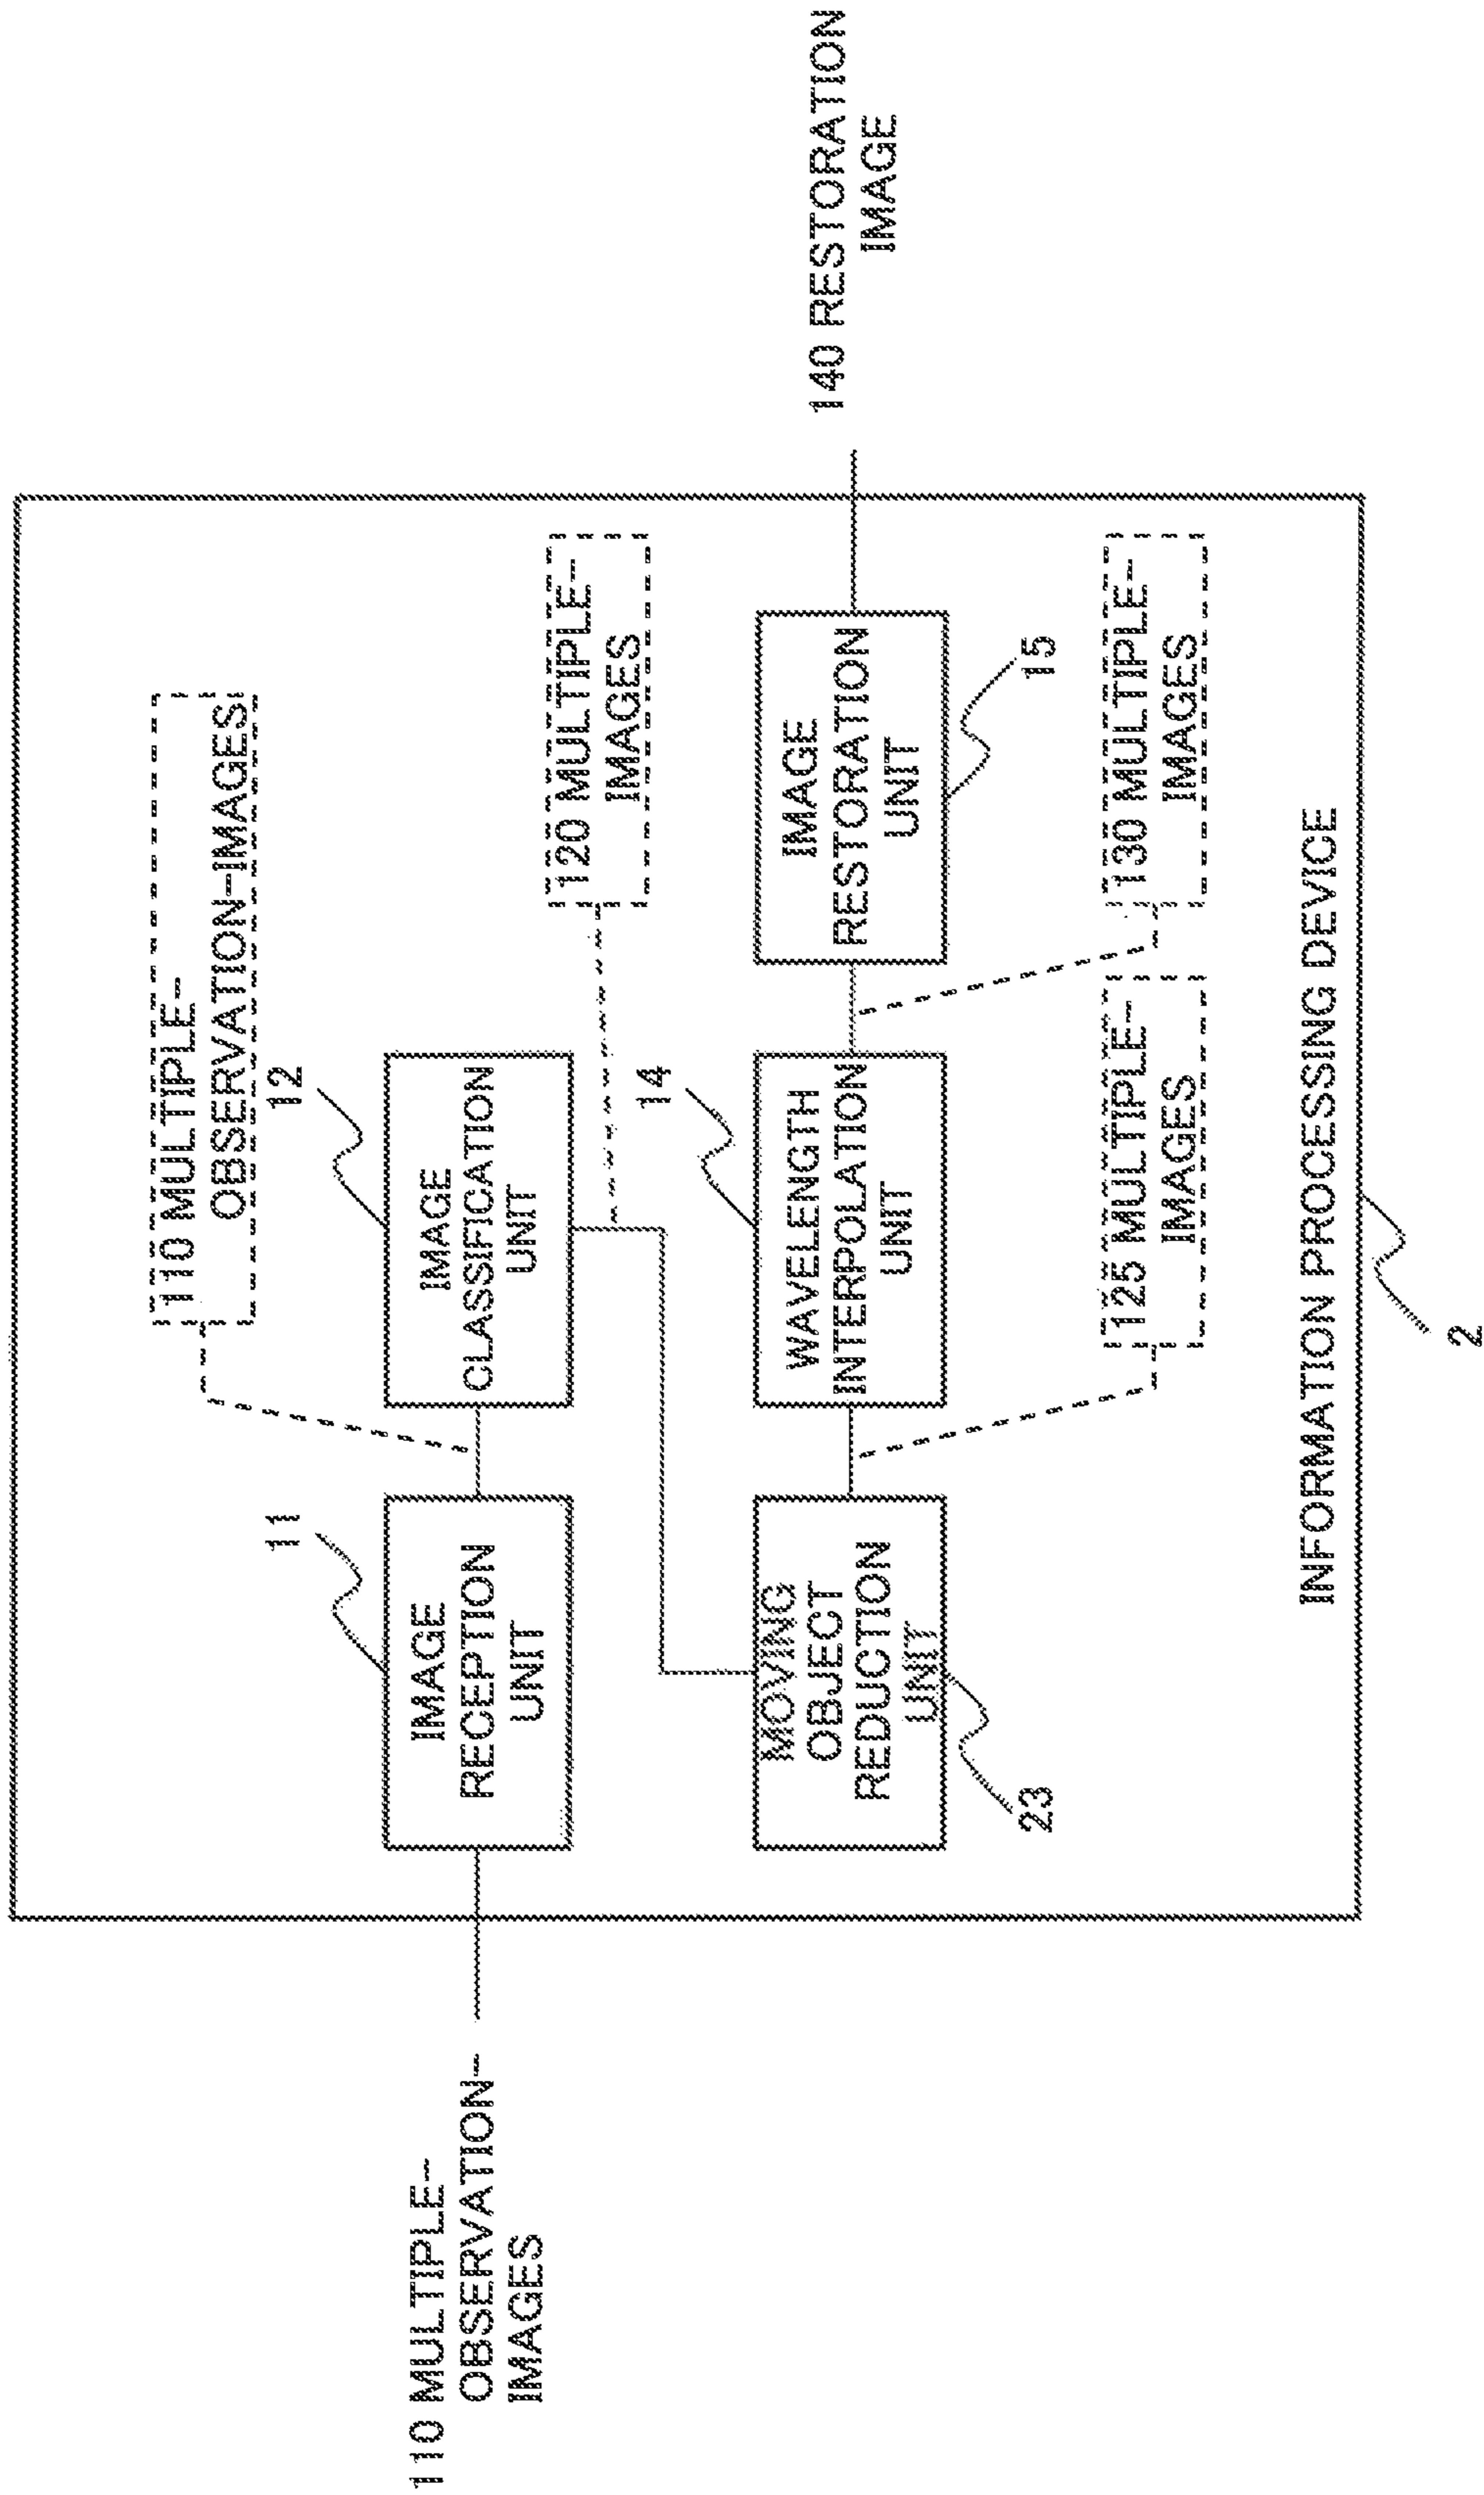 110 MULTIPLE-
OBSERVATION-
IMAGES
110 MULTIPLE-
OBSERVATION-IMAGES
11
IMAGE
RECEPTION
UNIT
12
IMAGE
CLASSIFICATION
UNIT
120 MULTIPLE-
IMAGES
MOVING
OBJECT
REDUCTION
UNIT
23
14
WAVELENGTH
INTERPOLATION
UNIT
IMAGE
RESTORATION
UNIT
15
140 RESTORATION
IMAGE
125 MULTIPLE-
IMAGES
130 MULTIPLE-
IMAGES
INFORMATION PROCESSING DEVICE
2